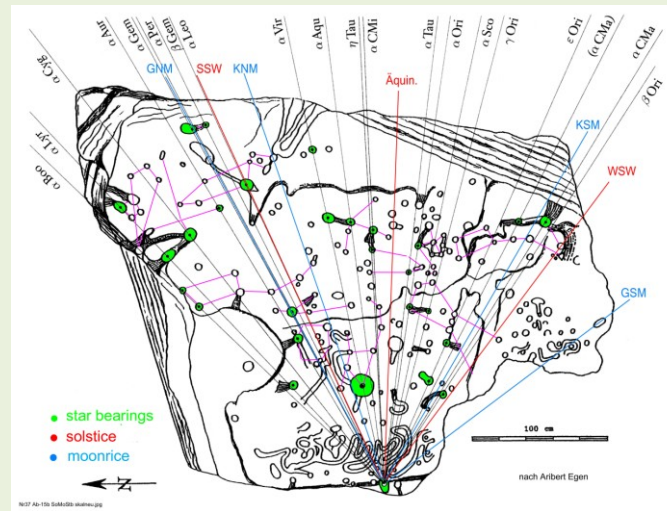 α Boo
α Lyr
α Cyg
α Aur
α Gem
α Per
β Gem
α Leo
GNM
SSW
KNM
α Vir
α Aqu
η Tau
α CMi
Äquin.
α Tau
α Ori
α Sco
γ Ori
ε Ori
(α CMa)
α CMa
β Ori
KSM
WSW
GSM
star bearings
solstice
moonrice
N
100 cm
nach Aribert Egen